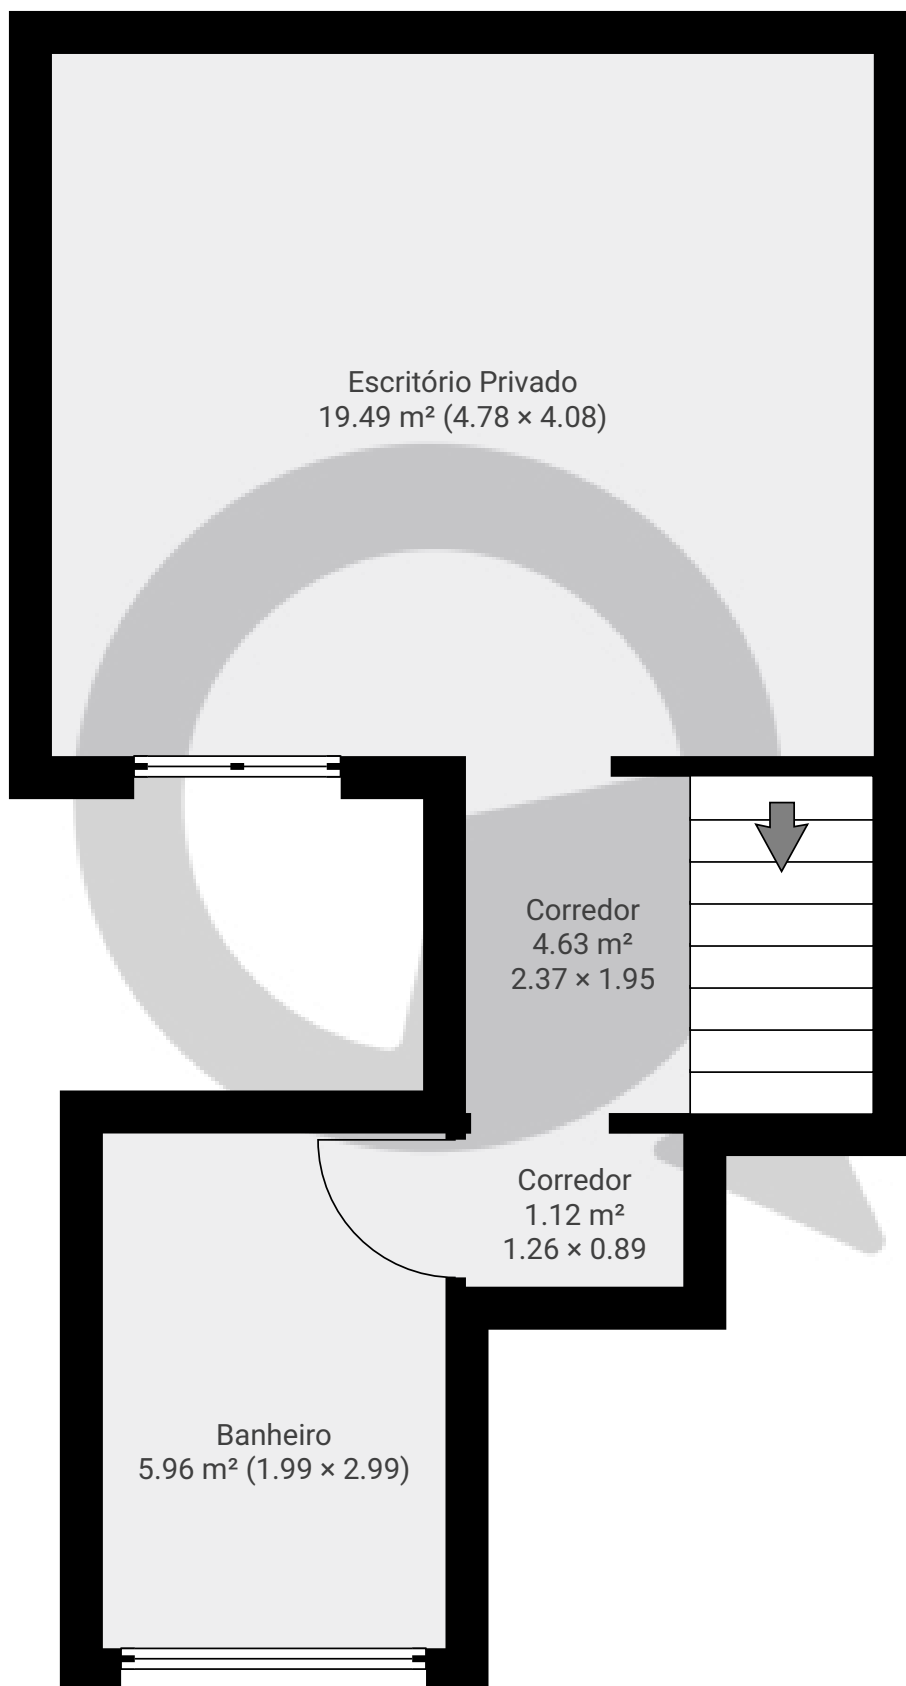 Escritório Privado
19.49 m² (4.78 × 4.08)
Corredor
4.63 m²
2.37 × 1.95
Corredor
1.12 m²
1.26 × 0.89
Banheiro
5.96 m² (1.99 × 2.99)